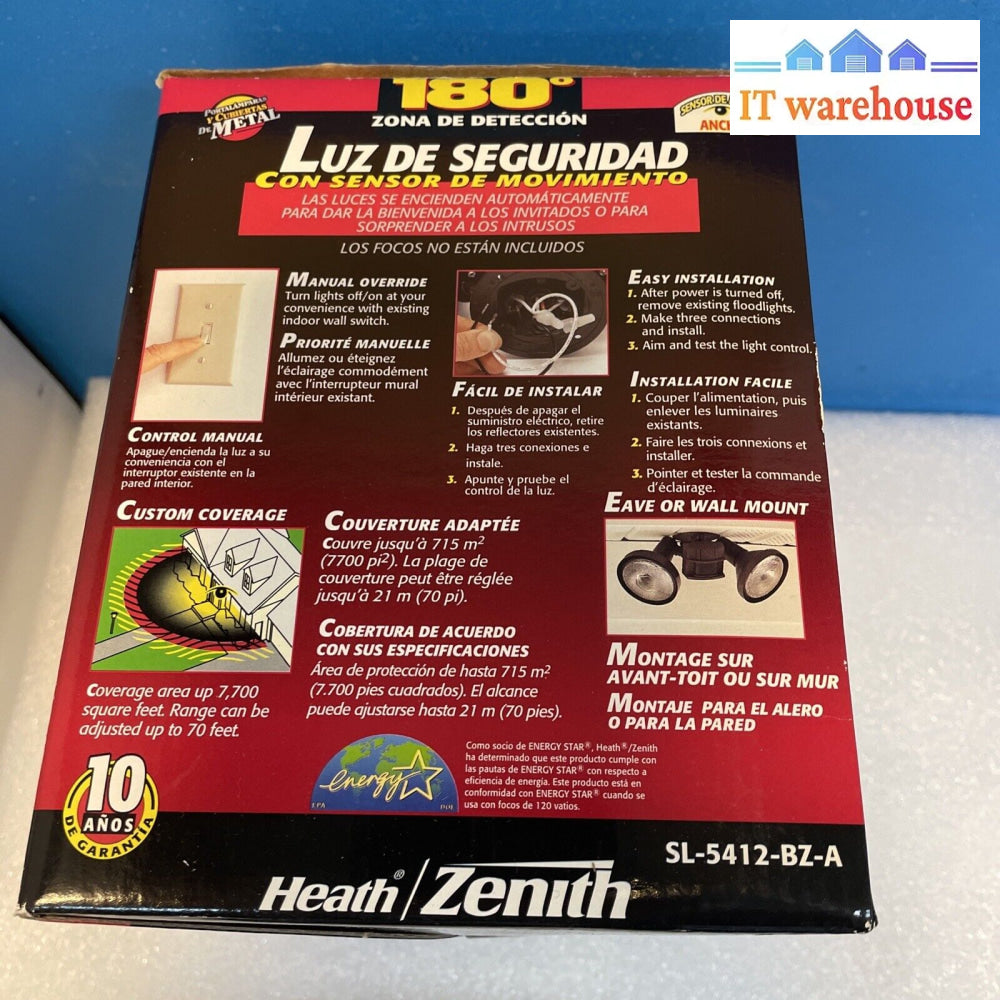 IT warehouse
180°
ZONA DE DETECCIÓN
PORTALAMPARAS
Y CUBIERTAS
DE METAL
SENSOR DE
LUZ DE SEGURIDAD
CON SENSOR DE MOVIMIENTO
LAS LUCES SE ENCIENDEN AUTOMÁTICAMENTE
PARA DAR LA BIENVENIDA A LOS INVITADOS O PARA
SORPRENDER A LOS INTRUSOS
LOS FOCOS NO ESTÁN INCLUIDOS
MANUAL OVERRIDE
Turn lights off/on at your
convenience with existing
indoor wall switch.
PRIORITÉ MANUELLE
Allumez ou éteignez
l'éclairage commodément
avec l'interrupteur mural
intérieur existant.
CONTROL MANUAL
Apague/encienda la luz a su
conveniencia con el
interruptor existente en la
pared interior.
FÁCIL DE INSTALAR
1. Después de apagar el
suministro eléctrico, retire
los reflectores existentes.
2. Haga tres conexiones e
instale.
3. Apunte y pruebe el
control de la luz.
EASY INSTALLATION
1. After power is turned off,
remove existing floodlights.
2. Make three connections
and install.
3. Aim and test the light control.
INSTALLATION FACILE
1. Couper l'alimentation, puis
enlever les luminaires
existants.
2. Faire les trois connexions et
installer.
3. Pointer et tester la commande
d'éclairage.
CUSTOM COVERAGE
Coverage area up 7,700
square feet. Range can be
adjusted up to 70 feet.
COUVERTURE ADAPTÉE
Couvre jusqu'à 715 m²
(7700 pi²). La plage de
couverture peut être réglée
jusqu'à 21 m (70 pi).
COBERTURA DE ACUERDO
CON SUS ESPECIFICACIONES
Área de protección de hasta 715 m²
(7.700 pies cuadrados). El alcance
puede ajustarse hasta 21 m (70 pies).
EAVE OR WALL MOUNT
MONTAGE SUR
AVANT-TOIT OU SUR MUR
MONTAJE PARA EL ALERO
O PARA LA PARED
10
AÑOS
DE GARANTÍA
energy
EPA
DOE
Como socio de ENERGY STAR®, Heath®/Zenith
ha determinado que este producto cumple con
las pautas de ENERGY STAR® con respecto a
eficiencia de energía. Este producto está en
conformidad con ENERGY STAR® cuando se
usa con focos de 120 vatios.
SL-5412-BZ-A
Heath®/Zenith